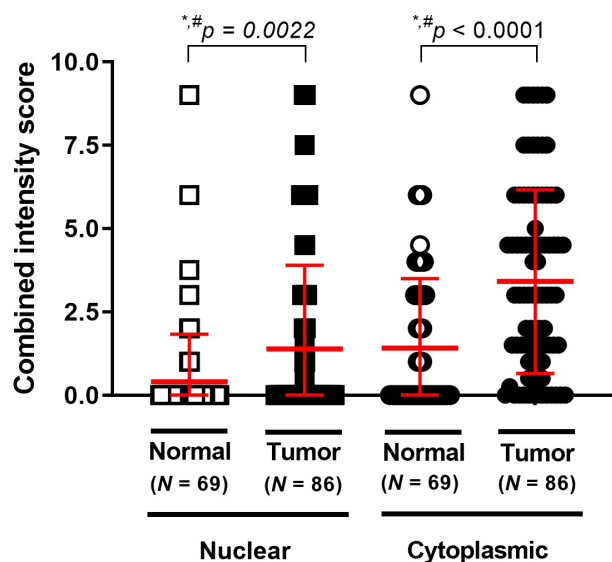 *,#p = 0.0022
*,#p < 0.0001
Combined intensity score
10.0
7.5
5.0
2.5
0.0
Normal
Tumor
Normal
Tumor
(N = 69)
(N = 86)
(N = 69)
(N = 86)
Nuclear
Cytoplasmic